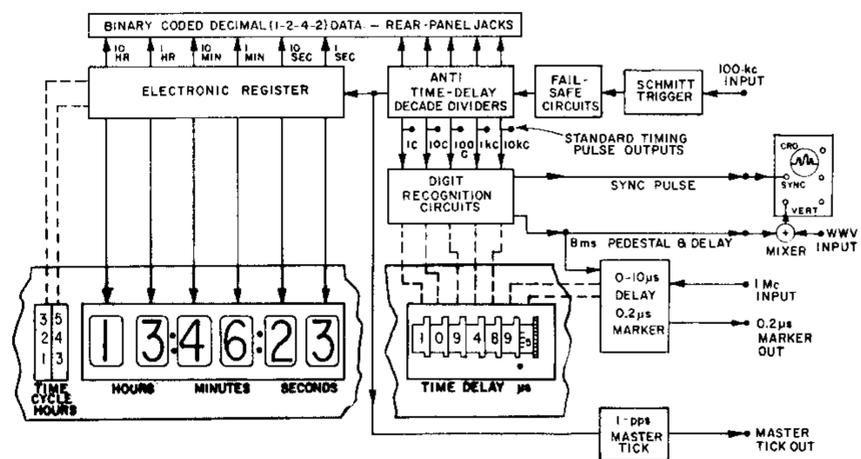 BINARY CODED DECIMAL (1-2-4-2) DATA — REAR-PANEL JACKS
10 HR
1 HR
10 MIN
1 MIN
10 SEC
1 SEC
ELECTRONIC REGISTER
ANTI
TIME-DELAY
DECADE DIVIDERS
FAIL-
SAFE
CIRCUITS
SCHMITT
TRIGGER
100-kc
INPUT
1C
10C
100
C
1kC
10kC
STANDARD TIMING
PULSE OUTPUTS
DIGIT
RECOGNITION
CIRCUITS
SYNC PULSE
CRO
SYNC
VERT
8ms PEDESTAL & DELAY
+
MIXER
WWV
INPUT
0-10μs
DELAY
0.2μs
MARKER
1 Mc
INPUT
0.2μs
MARKER
OUT
3 5
2 4
1 3
TIME
CYCLE
HOURS
1 3:4 6:2 3
HOURS MINUTES SECONDS
1 0 9 4 8 9 5
TIME DELAY μs
1-pps
MASTER
TICK
MASTER
TICK OUT